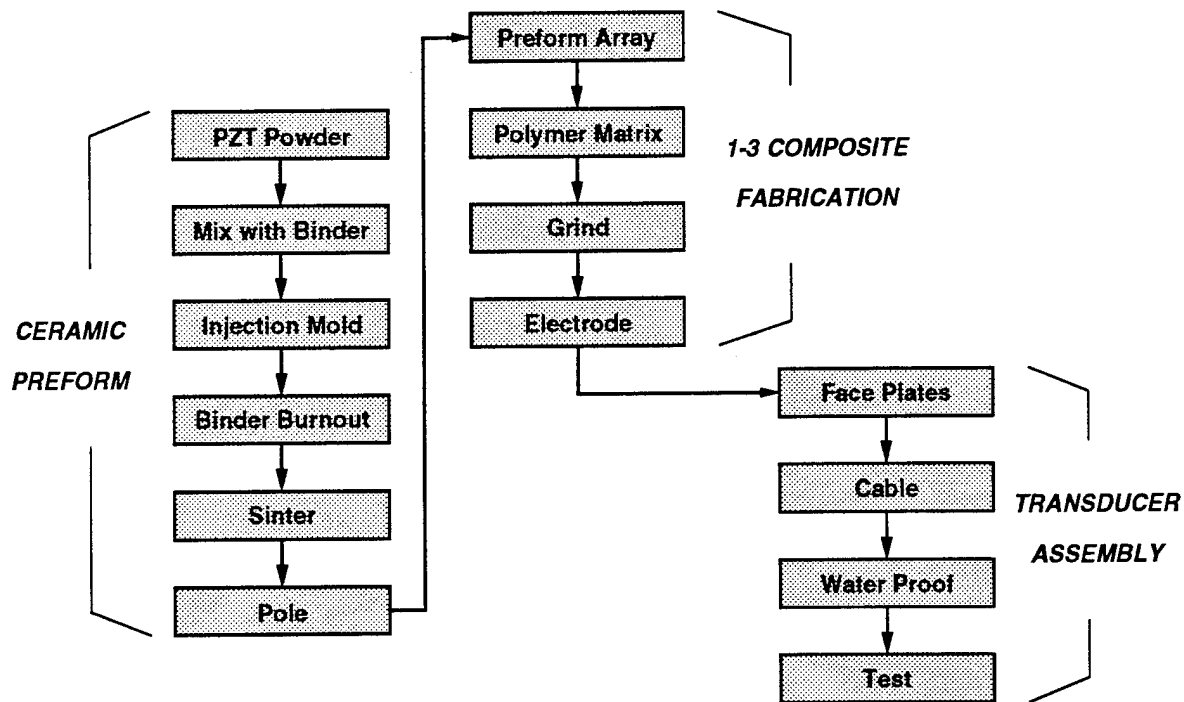 CERAMIC
PREFORM
PZT Powder
Mix with Binder
Injection Mold
Binder Burnout
Sinter
Pole
Preform Array
Polymer Matrix
Grind
Electrode
1-3 COMPOSITE
FABRICATION
Face Plates
Cable
Water Proof
Test
TRANSDUCER
ASSEMBLY